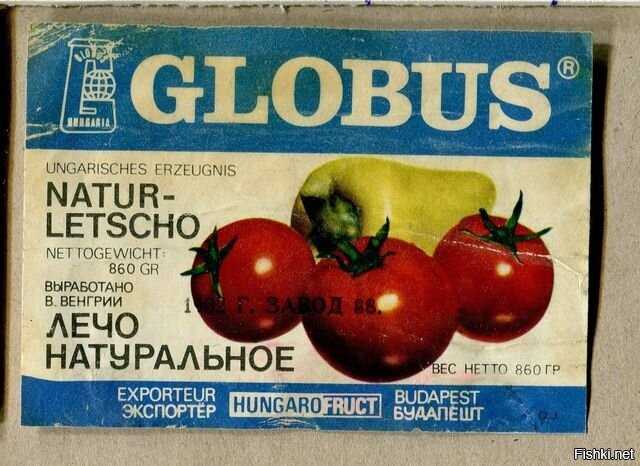 GLOBUS®
GLOBUS
HUNGARIA
UNGARISCHES ERZEUGNIS
NATUR-
LETSCHO
NETTOGEWICHT:
860 GR
ВЫРАБОТАНО
В. ВЕНГРИИ
Г. ЗАВОД 88.
ЛЕЧО
НАТУРАЛЬНОЕ
ВЕС НЕТТО 860 ГР
EXPORTEUR
ЭКСПОРТЁР
HUNGAROFRUCT
BUDAPEST
БУДАПЕШТ
Fishki.net